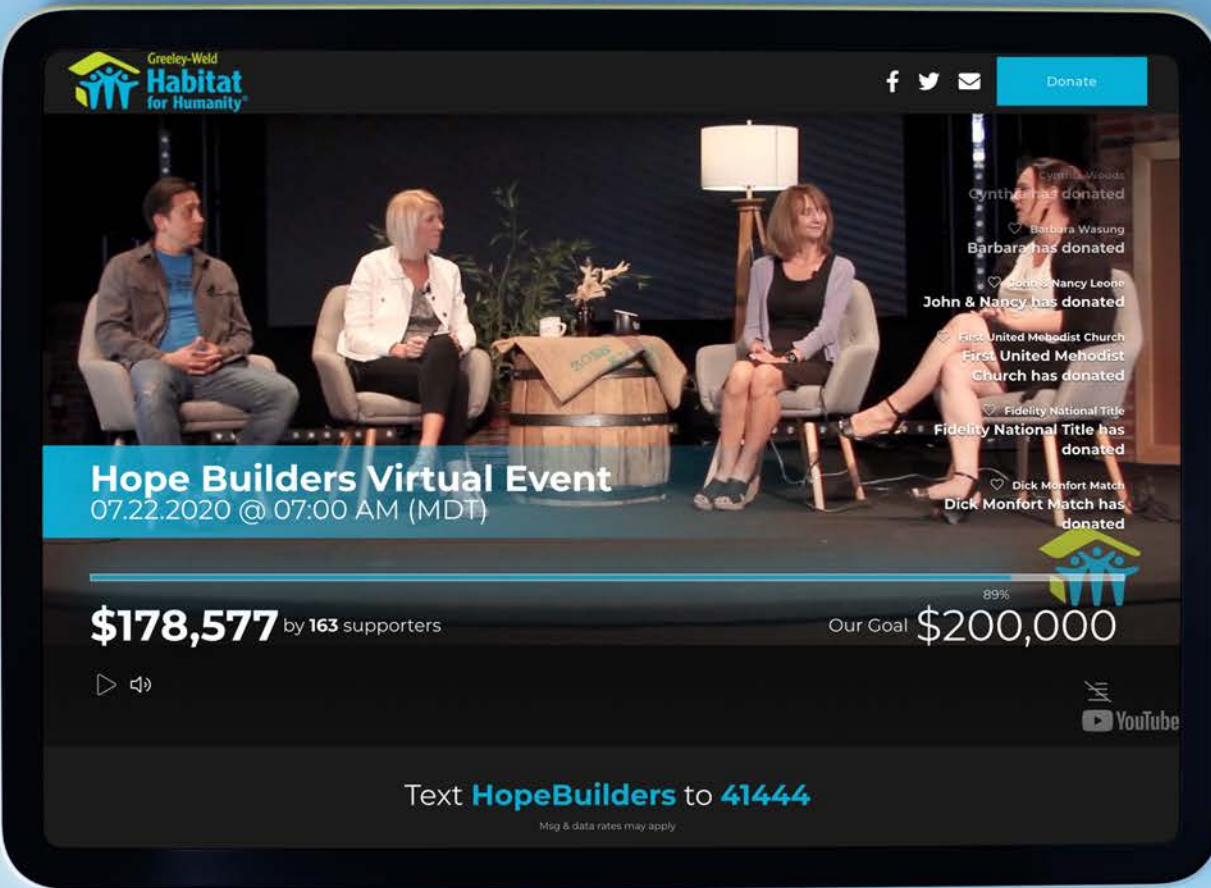 Greeley-Weld
Habitat
for Humanity®
Donate
Cynthia Woods
Cynthia has donated
Barbara Wasung
Barbara has donated
John & Nancy Leone
John & Nancy has donated
First United Mehodist Church
First United Mehodist
Church has donated
Fidelity National Title
Fidelity National Title has
donated
Dick Monfort Match
Dick Monfort Match has
donated
Hope Builders Virtual Event
07.22.2020 @ 07:00 AM (MDT)
89%
$178,577 by 163 supporters
Our Goal $200,000
YouTube
Text HopeBuilders to 41444
Msg & data rates may apply